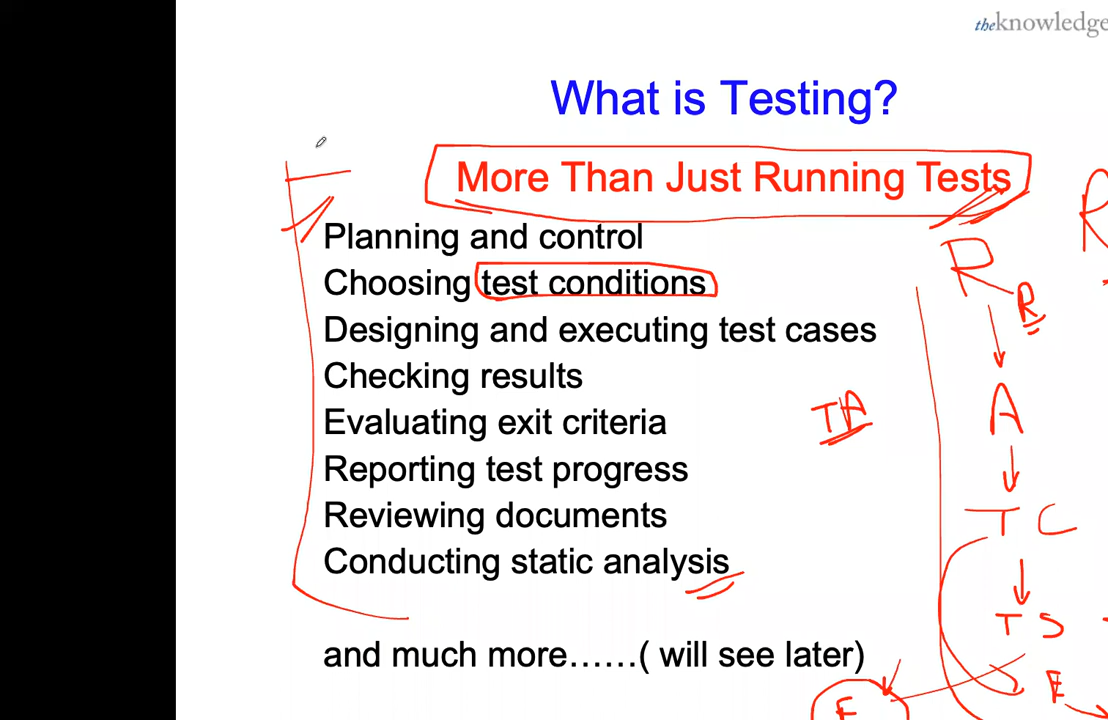 theknowledge
What is Testing?
More Than Just Running Tests
R
Planning and control
R
Choosing test conditions
R
Designing and executing test cases
Checking results
TA
A
Evaluating exit criteria
Reporting test progress
Reviewing documents
TC
Conducting static analysis
TS
and much more......( will see later)
E
E